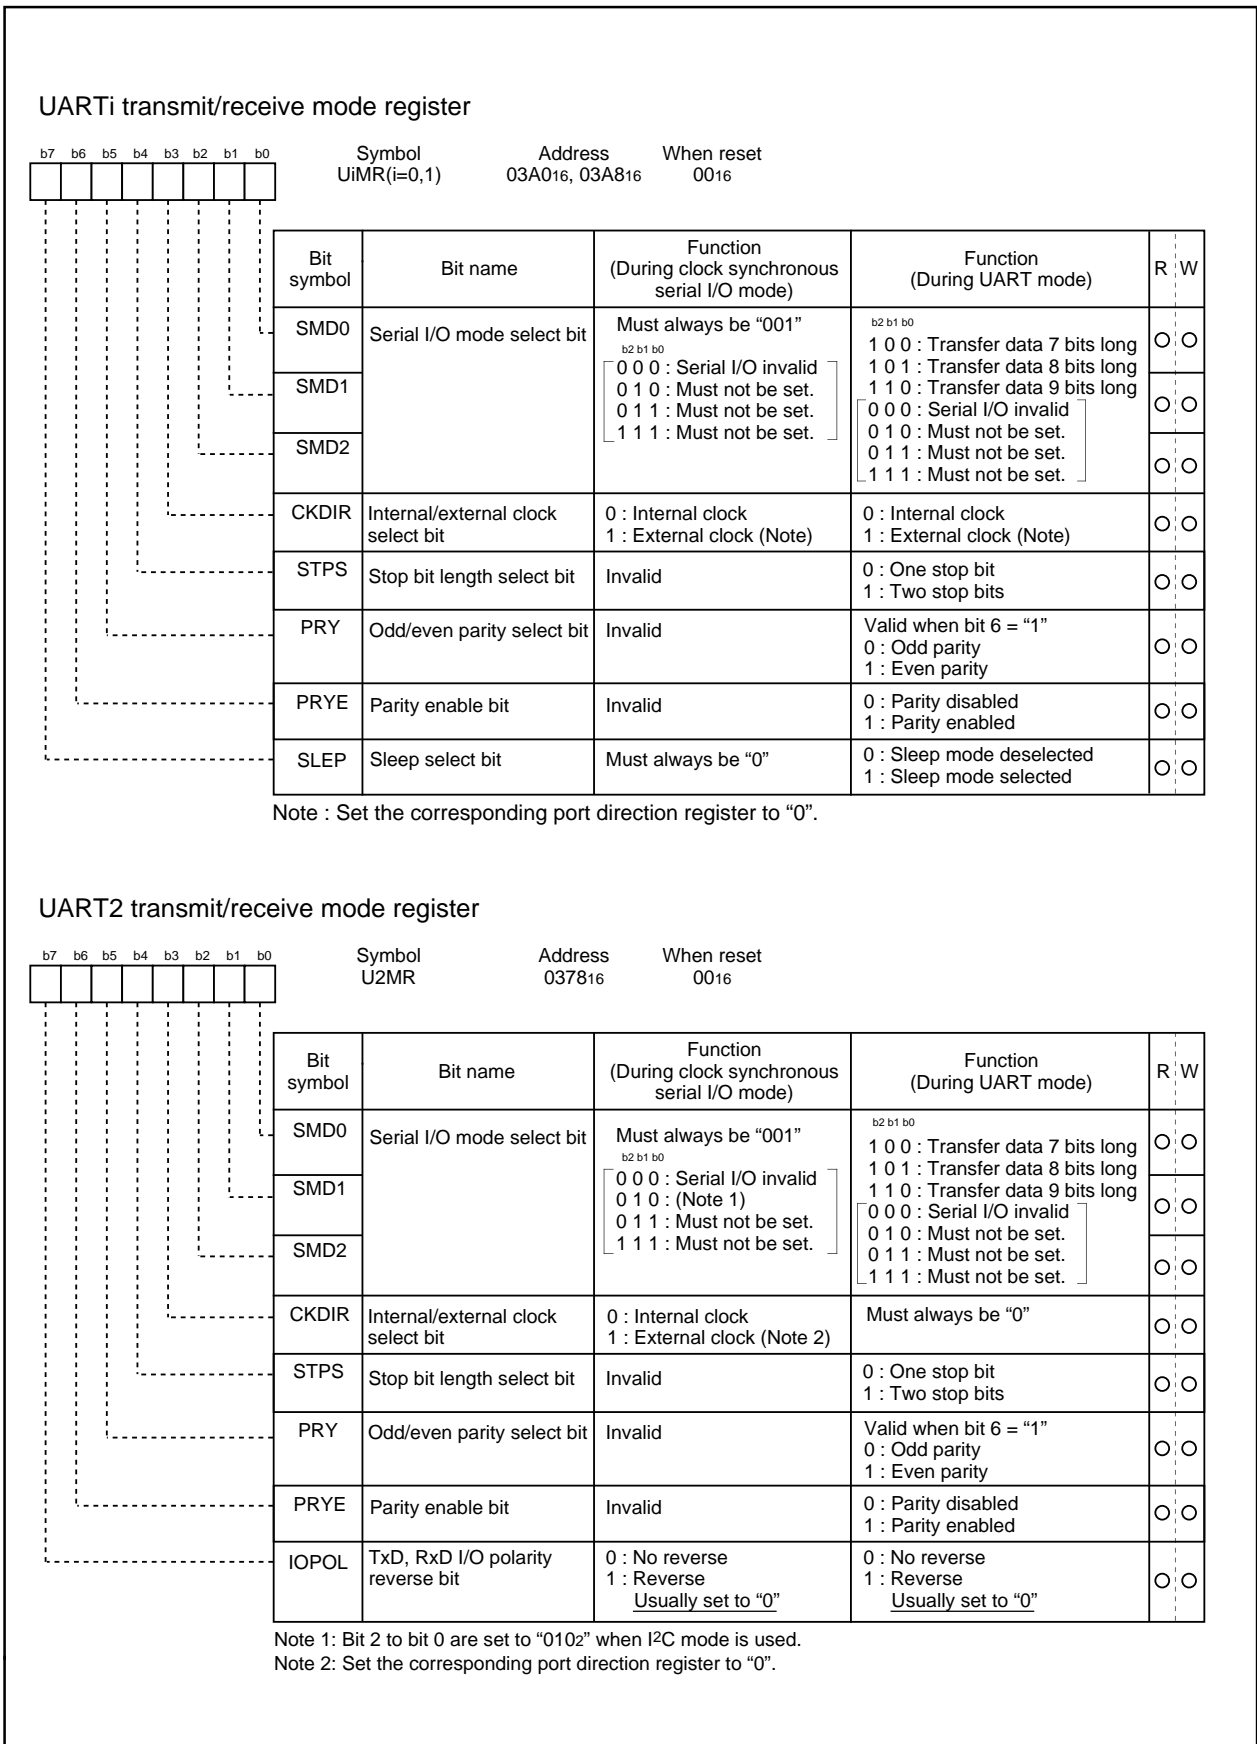 UARTi transmit/receive mode register
b7 b6 b5 b4 b3 b2 b1 b0
Symbol Address When reset
UiMR(i=0,1) 03A016, 03A816 0016
Bit symbol Bit name Function (During clock synchronous serial I/O mode) Function (During UART mode) R W
SMD0 Serial I/O mode select bit
SMD1
SMD2
Must always be “001”
b2 b1 b0
0 0 0 : Serial I/O invalid
0 1 0 : Must not be set.
0 1 1 : Must not be set.
1 1 1 : Must not be set.
b2 b1 b0
1 0 0 : Transfer data 7 bits long
1 0 1 : Transfer data 8 bits long
1 1 0 : Transfer data 9 bits long
0 0 0 : Serial I/O invalid
0 1 0 : Must not be set.
0 1 1 : Must not be set.
1 1 1 : Must not be set.
CKDIR Internal/external clock select bit
0 : Internal clock
1 : External clock (Note)
0 : Internal clock
1 : External clock (Note)
STPS Stop bit length select bit Invalid
0 : One stop bit
1 : Two stop bits
PRY Odd/even parity select bit Invalid
Valid when bit 6 = “1”
0 : Odd parity
1 : Even parity
PRYE Parity enable bit Invalid
0 : Parity disabled
1 : Parity enabled
SLEP Sleep select bit Must always be “0”
0 : Sleep mode deselected
1 : Sleep mode selected
Note : Set the corresponding port direction register to “0”.
UART2 transmit/receive mode register
b7 b6 b5 b4 b3 b2 b1 b0
Symbol Address When reset
U2MR 037816 0016
Bit symbol Bit name Function (During clock synchronous serial I/O mode) Function (During UART mode) R W
SMD0 Serial I/O mode select bit
SMD1
SMD2
Must always be “001”
b2 b1 b0
0 0 0 : Serial I/O invalid
0 1 0 : (Note 1)
0 1 1 : Must not be set.
1 1 1 : Must not be set.
b2 b1 b0
1 0 0 : Transfer data 7 bits long
1 0 1 : Transfer data 8 bits long
1 1 0 : Transfer data 9 bits long
0 0 0 : Serial I/O invalid
0 1 0 : Must not be set.
0 1 1 : Must not be set.
1 1 1 : Must not be set.
CKDIR Internal/external clock select bit
0 : Internal clock
1 : External clock (Note 2)
Must always be “0”
STPS Stop bit length select bit Invalid
0 : One stop bit
1 : Two stop bits
PRY Odd/even parity select bit Invalid
Valid when bit 6 = “1”
0 : Odd parity
1 : Even parity
PRYE Parity enable bit Invalid
0 : Parity disabled
1 : Parity enabled
IOPOL TxD, RxD I/O polarity reverse bit
0 : No reverse
1 : Reverse
Usually set to “0”
0 : No reverse
1 : Reverse
Usually set to “0”
Note 1: Bit 2 to bit 0 are set to “0102” when I2C mode is used.
Note 2: Set the corresponding port direction register to “0”.